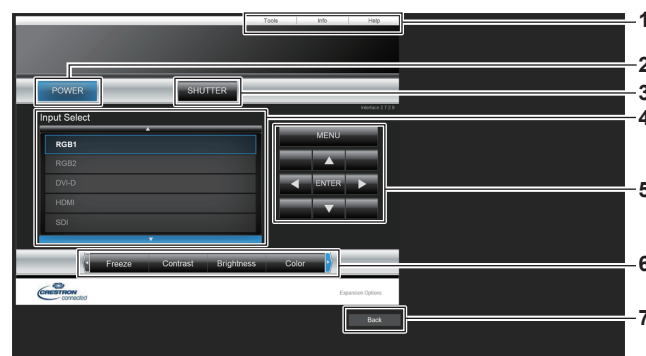 Tools Info Help 1
2
POWER SHUTTER 3
Interface 2.7.2.9
4
Input Select
MENU
RGB1
RGB2
DVI-D ENTER 5
HDMI
SDI
Freeze Contrast Brightness Color 6
CRESTRON
connected
Expansion Options
Back 7